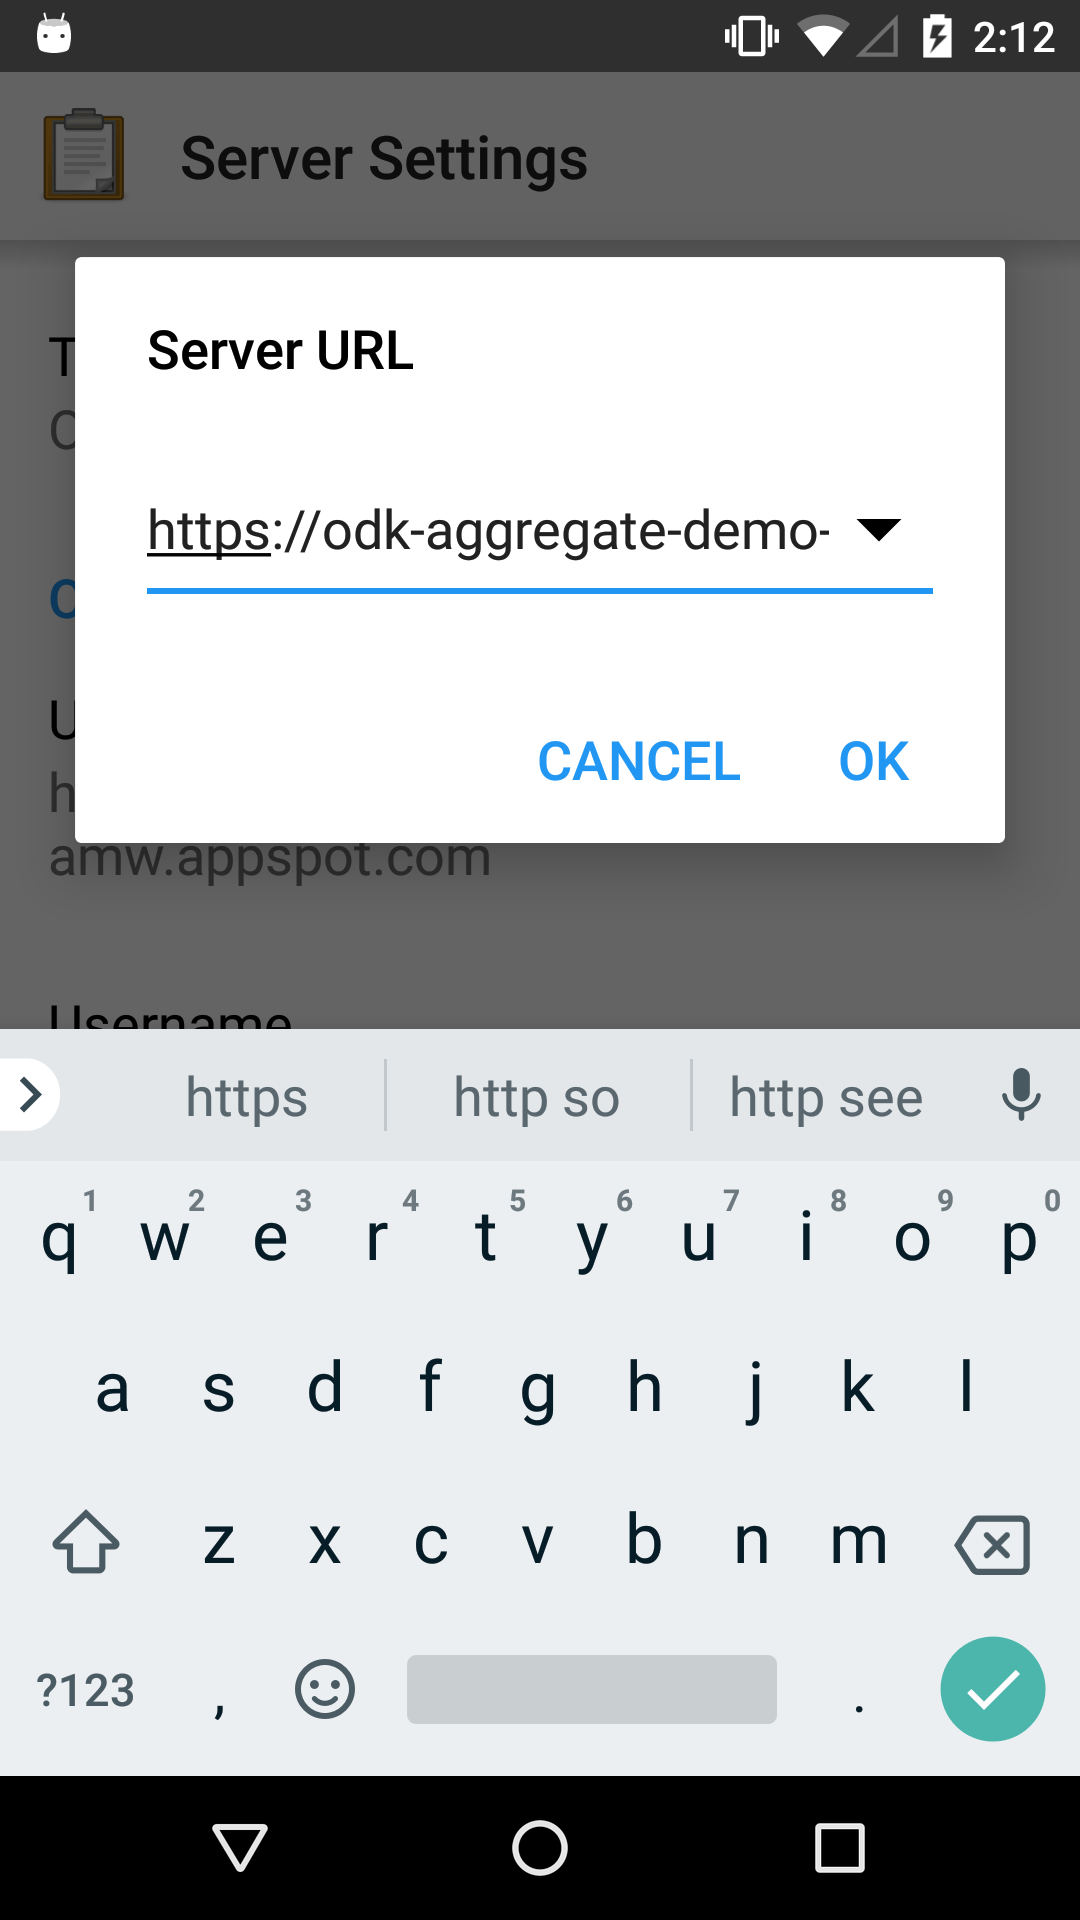 2:12
Server Settings
Server URL
T
https://odk-aggregate-demo-
U
h
CANCEL OK
amw.appspot.com
Username
https http so http see
1 2 3 4 5 6 7 8 9 0
q w e r t y u i o p
a s d f g h j k l
z x c v b n m
?123 , .